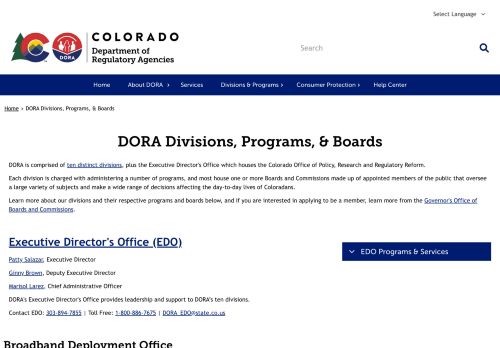 Select Language
COLORADO
Department of
Regulatory Agencies
DORA
Search
Home
About DORA
Services
Divisions & Programs
Consumer Protection
Help Center
Home › DORA Divisions, Programs, & Boards
DORA Divisions, Programs, & Boards
DORA is comprised of ten distinct divisions, plus the Executive Director's Office which houses the Colorado Office of Policy, Research and Regulatory Reform.
Each division is charged with administering a number of programs, and most house one or more Boards and Commissions made up of appointed members of the public that oversee
a large variety of subjects and make a wide range of decisions affecting the day-to-day lives of Coloradans.
Learn more about our divisions and their respective programs and boards below, and if you are interested in applying to be a member, learn more from the Governor's Office of
Boards and Commissions.
Executive Director's Office (EDO)
EDO Programs & Services
Patty Salazar, Executive Director
Ginny Brown, Deputy Executive Director
Marisol Larez, Chief Administrative Officer
DORA's Executive Director's Office provides leadership and support to DORA's ten divisions.
Contact EDO: 303-894-7855 | Toll Free: 1-800-886-7675 | DORA_EDO@state.co.us
Broadband Deployment Office